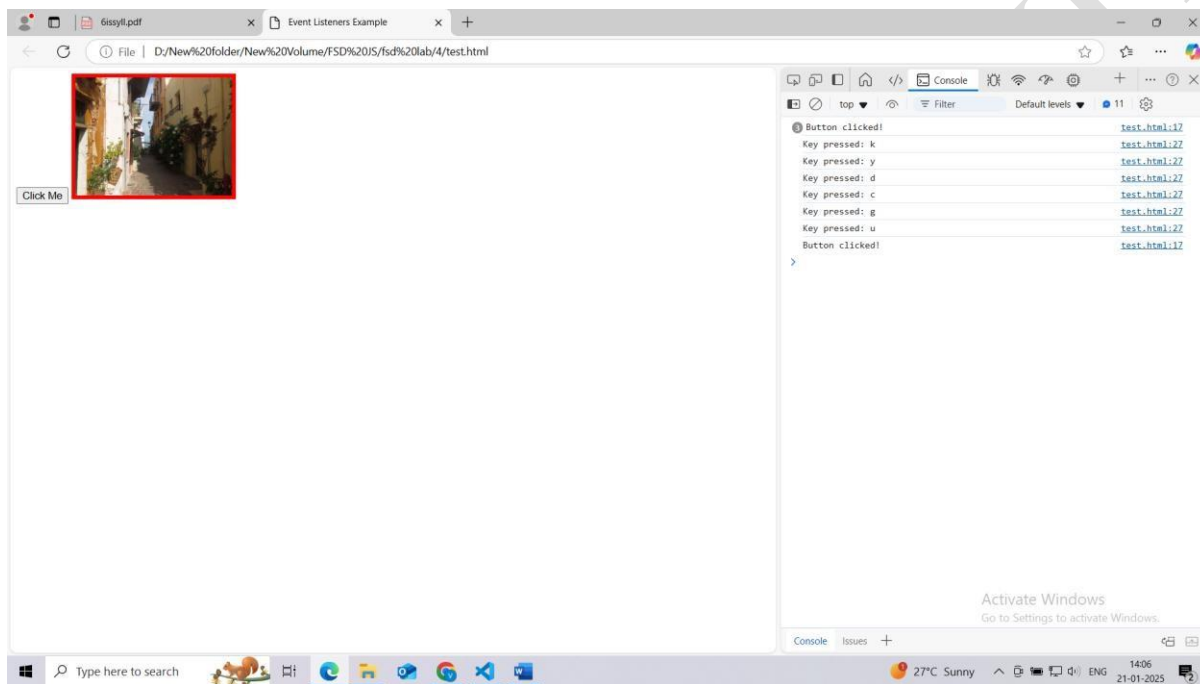 6issyll.pdf
Event Listeners Example
File | D:/New%20folder/New%20Volume/FSD%20JS/fsd%20lab/4/test.html
Click Me
Console
top
Filter
Default levels
11
3 Button clicked! test.html:17
Key pressed: k test.html:27
Key pressed: y test.html:27
Key pressed: d test.html:27
Key pressed: c test.html:27
Key pressed: g test.html:27
Key pressed: u test.html:27
Button clicked! test.html:17
Activate Windows
Go to Settings to activate Windows.
Console Issues
Type here to search
27°C Sunny
ENG
14:06
21-01-2025
2